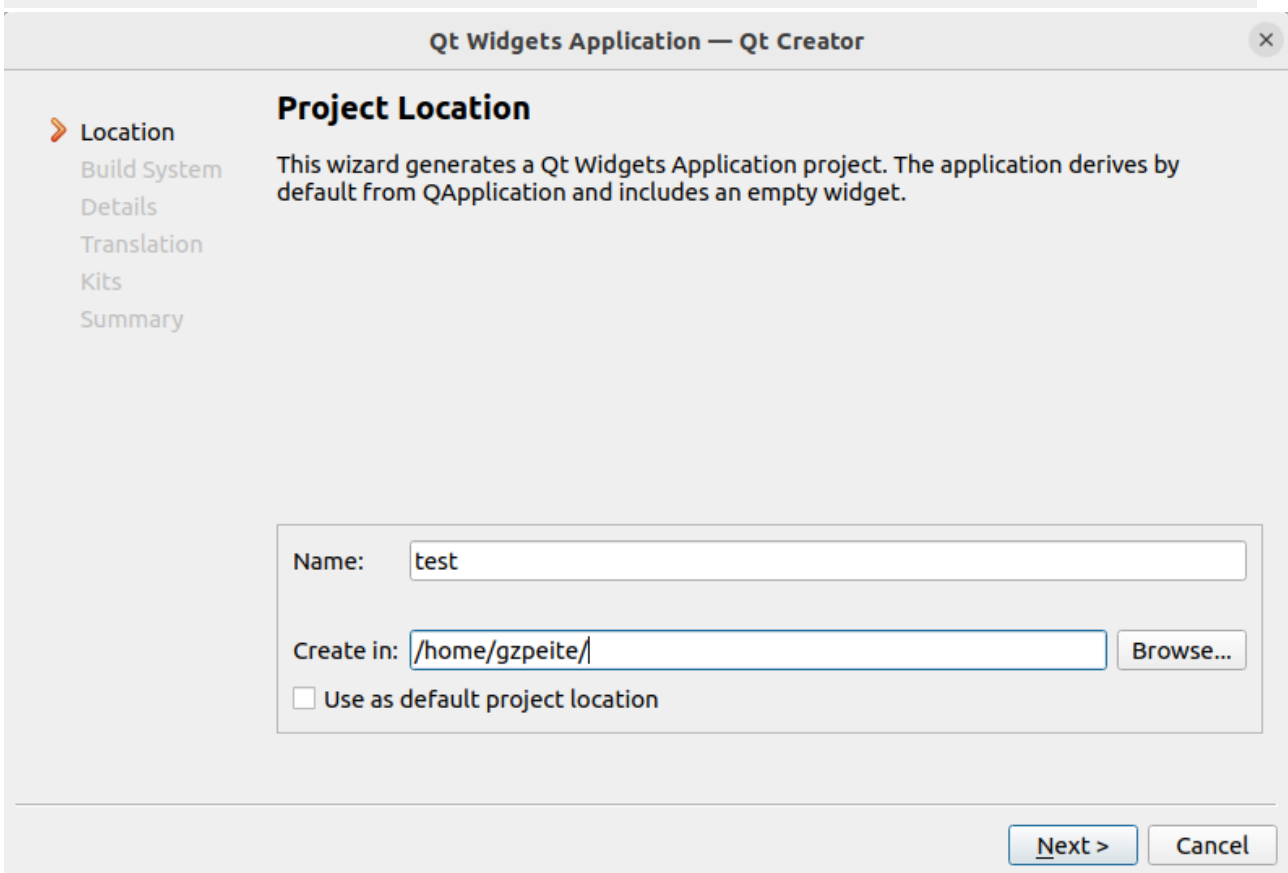 Qt Widgets Application — Qt Creator
Location
Build System
Details
Translation
Kits
Summary
Project Location
This wizard generates a Qt Widgets Application project. The application derives by
default from QApplication and includes an empty widget.
Name: test
Create in: /home/gzpeite/ Browse...
Use as default project location
Next > Cancel